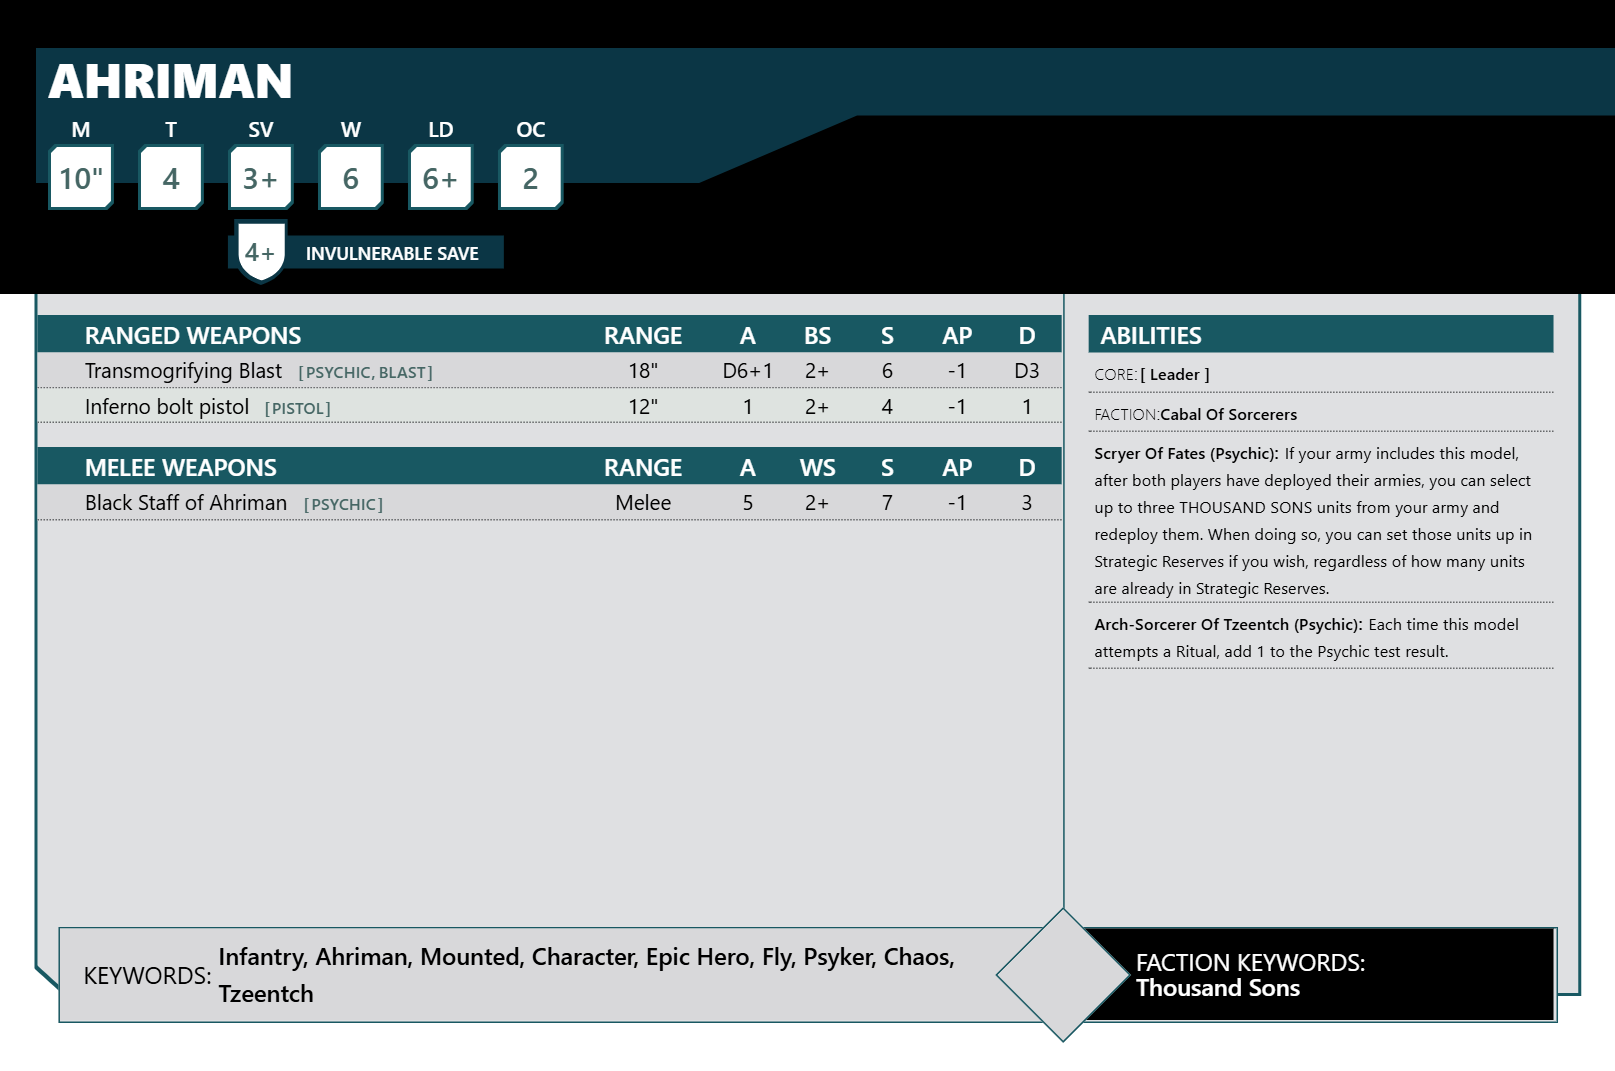 AHRIMAN
M T SV W LD OC
10" 4 3+ 6 6+ 2
4+ INVULNERABLE SAVE
RANGED WEAPONS RANGE A BS S AP D
Transmogrifying Blast [PSYCHIC, BLAST] 18" D6+1 2+ 6 -1 D3
Inferno bolt pistol [PISTOL] 12" 1 2+ 4 -1 1
MELEE WEAPONS RANGE A WS S AP D
Black Staff of Ahriman [PSYCHIC] Melee 5 2+ 7 -1 3
ABILITIES
CORE: [ Leader ]
FACTION:Cabal Of Sorcerers
Scryer Of Fates (Psychic): If your army includes this model,
after both players have deployed their armies, you can select
up to three THOUSAND SONS units from your army and
redeploy them. When doing so, you can set those units up in
Strategic Reserves if you wish, regardless of how many units
are already in Strategic Reserves.
Arch-Sorcerer Of Tzeentch (Psychic): Each time this model
attempts a Ritual, add 1 to the Psychic test result.
KEYWORDS: Infantry, Ahriman, Mounted, Character, Epic Hero, Fly, Psyker, Chaos,
Tzeentch
FACTION KEYWORDS:
Thousand Sons